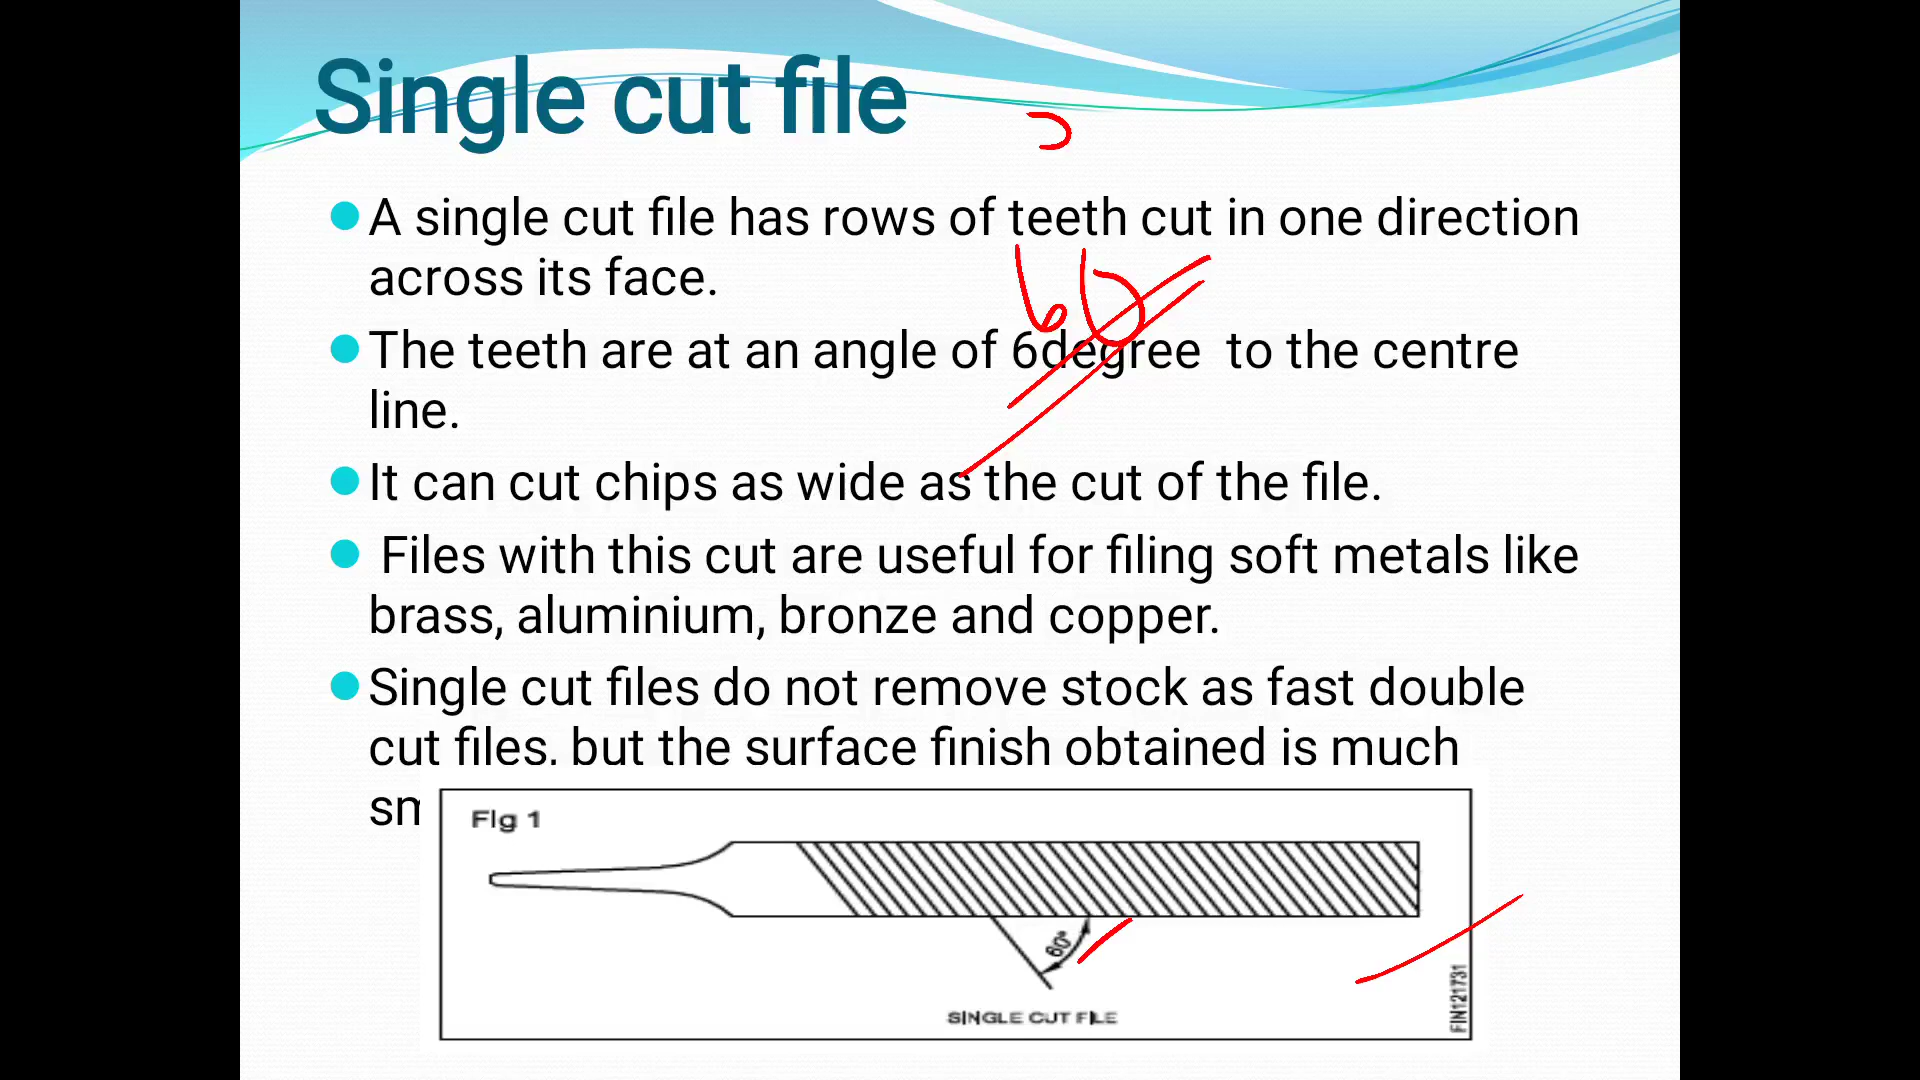 Single cut file
A single cut file has rows of teeth cut in one direction
across its face.
60
The teeth are at an angle of 6degree to the centre
line.
It can cut chips as wide as the cut of the file.
Files with this cut are useful for filing soft metals like
brass, aluminium, bronze and copper.
Single cut files do not remove stock as fast double
cut files. but the surface finish obtained is much
Fig 1
60°
SINGLE CUT FILE
FIN121731